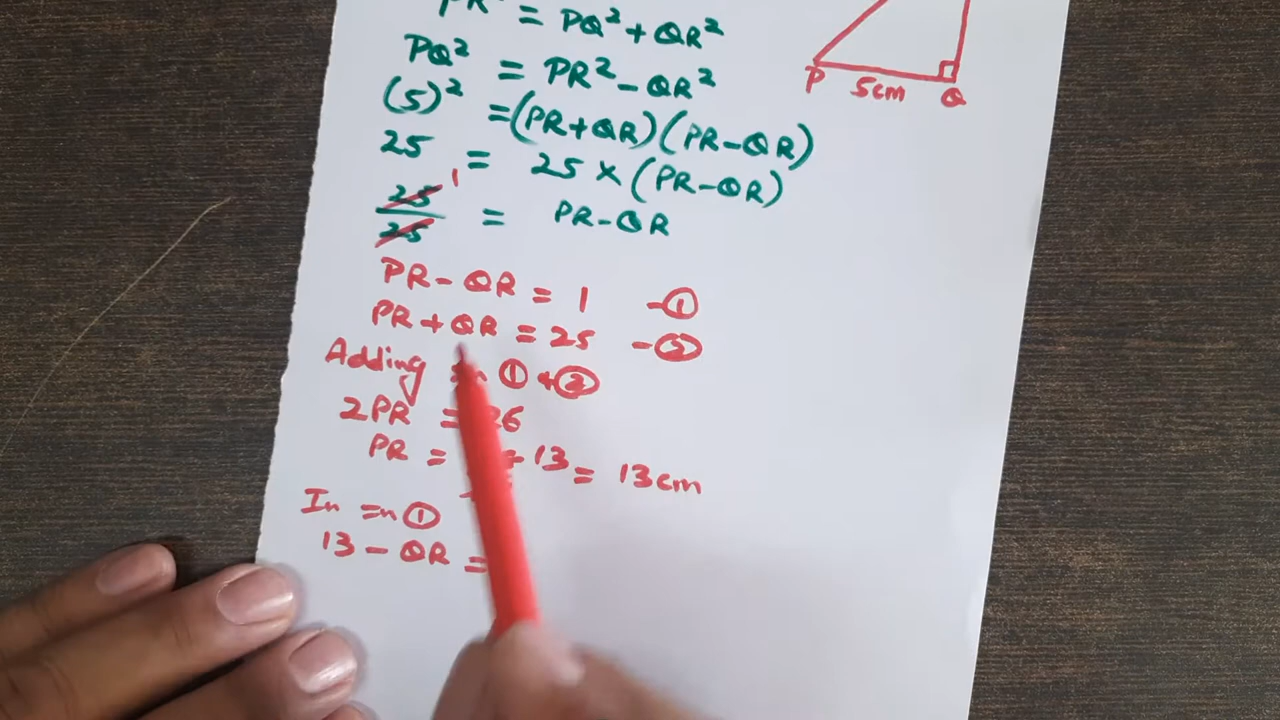 PR² = PQ² + QR²
PQ² = PR² - QR²
(5)² = (PR+QR)(PR-QR)
25 = 25 × (PR-QR)
25/25 1 = PR-QR
PR - QR = 1 -①
PR + QR = 25 -②
Adding ① + ②
2PR = 26
PR = 13 = 13cm
In =n ①
13 - QR =
P 5cm Q